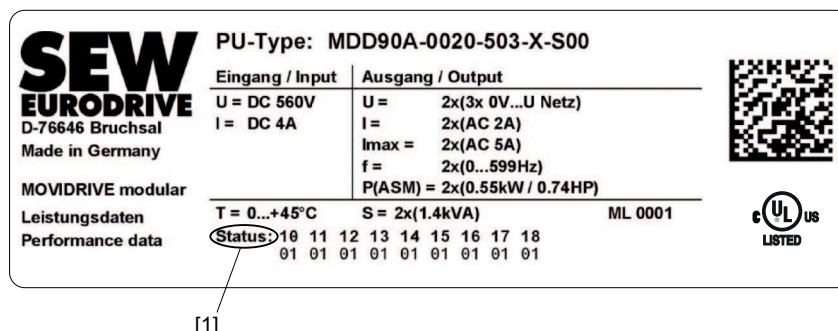 SEW
EURODRIVE
D-76646 Bruchsal
Made in Germany
MOVIDRIVE modular
Leistungsdaten
Performance data
PU-Type: MDD90A-0020-503-X-S00
Eingang / Input
U = DC 560V
I = DC 4A
Ausgang / Output
U = 2x(3x 0V...U Netz)
I = 2x(AC 2A)
Imax = 2x(AC 5A)
f = 2x(0...599Hz)
P(ASM) = 2x(0.55kW / 0.74HP)
T = 0...+45°C S = 2x(1.4kVA) ML 0001
Status: 10 11 12 13 14 15 16 17 18
01 01 01 01 01 01 01 01 01
c UL US
LISTED
[1]